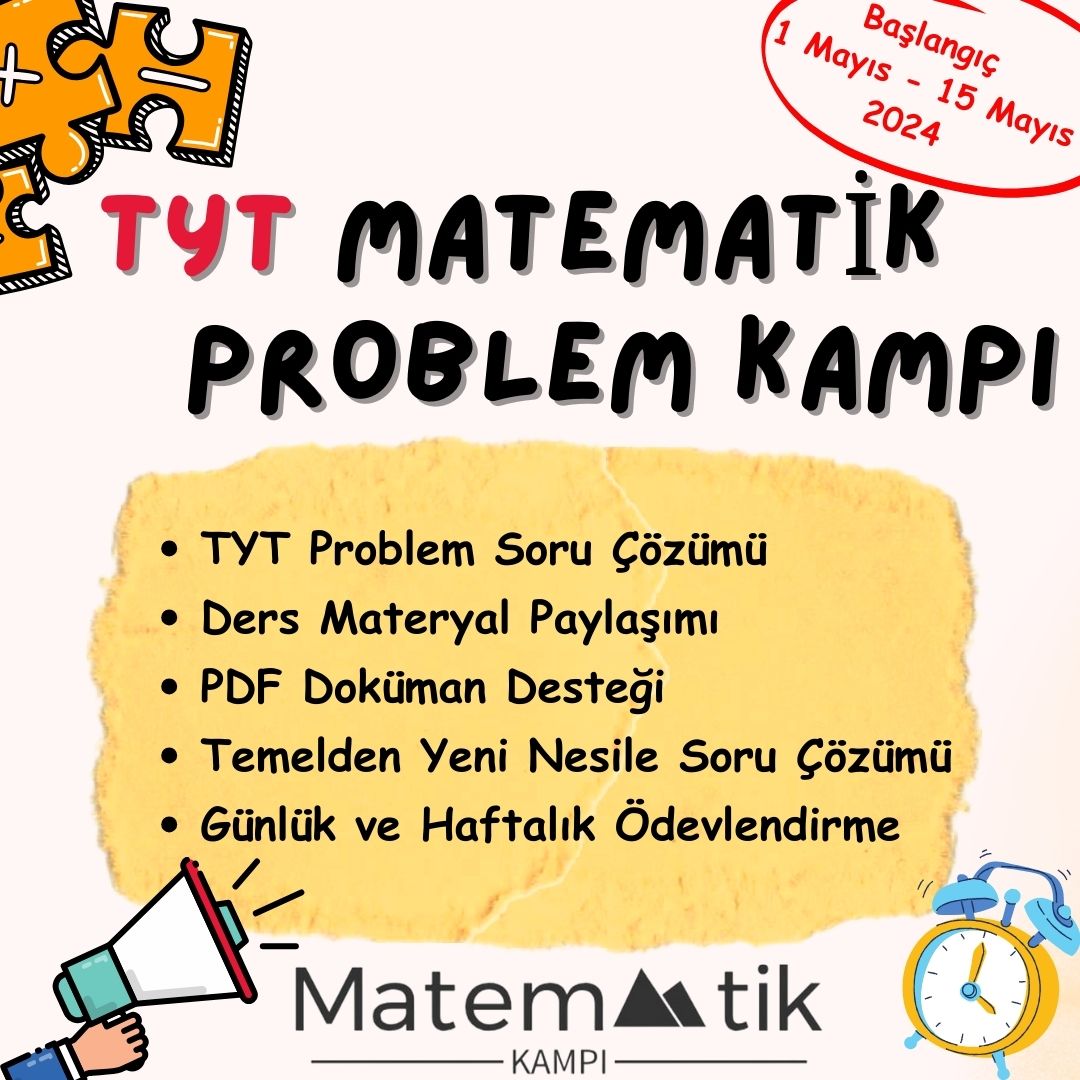 Başlangıç
1 Mayıs - 15 Mayıs
2024
TYT MATEMATİK
PROBLEM KAMPI
• TYT Problem Soru Çözümü
• Ders Materyal Paylaşımı
• PDF Doküman Desteği
• Temelden Yeni Nesile Soru Çözümü
• Günlük ve Haftalık Ödevlendirme
Matematik
KAMPI